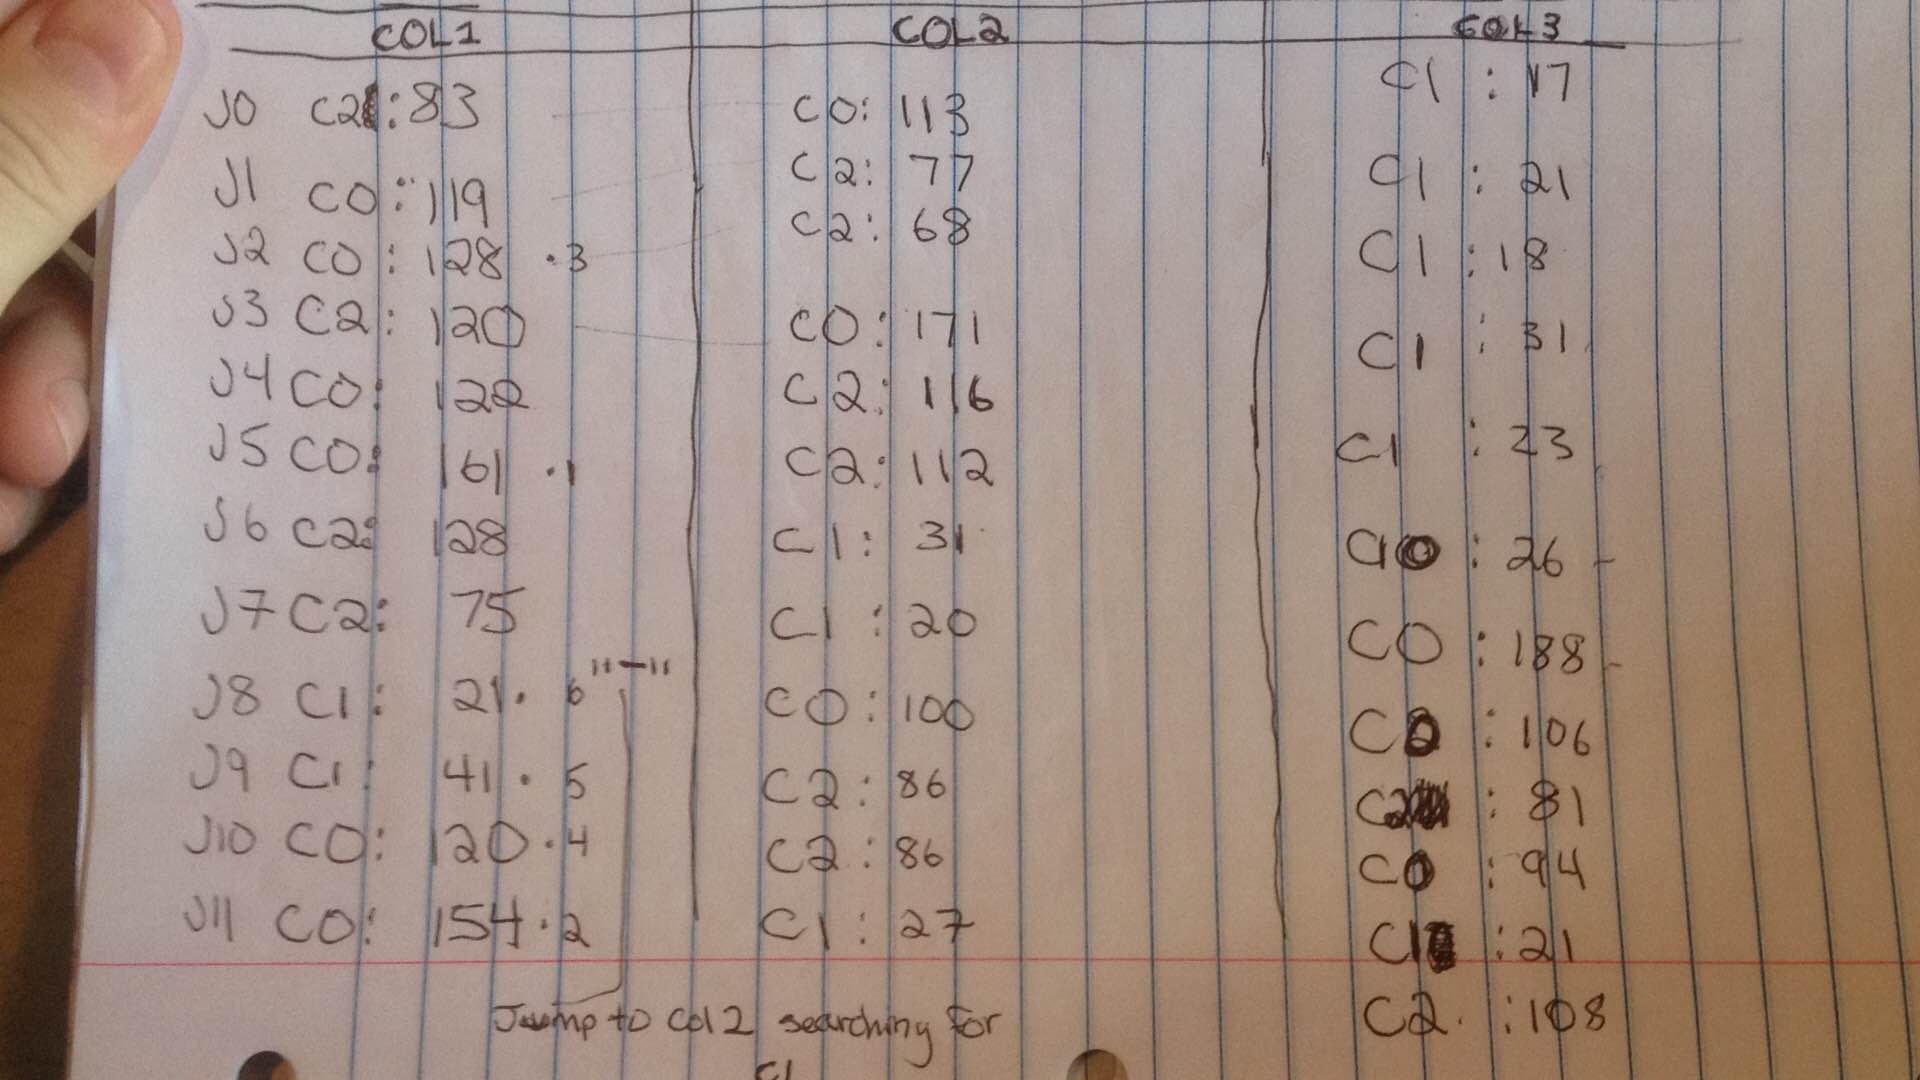 COL1 COL2 COL3
J0 C2: 83 C0: 113 C1 : 17
J1 C0: 119 C2: 77 C1 : 21
J2 C0: 128 .3 C2: 68 C1 : 18
J3 C2: 120 C0: 171 C1 : 31
J4 C0: 122 C2: 116 C1 : 23
J5 C0: 161 .1 C2: 112
J6 C2: 128 C1: 31 : 26 -
J7 C2: 75 C1 : 20 C0 : 188 -
"-"
J8 C1: 21. 6 C0: 100 C2 : 106
J9 C1: 41. 5 C2: 86 C2 : 81
J10 C0: 120.4 C2: 86 C0 : 94
J11 C0: 154.2 C1: 27 C1 : 21
Jump to Col 2 searching for C2. : 108
C1